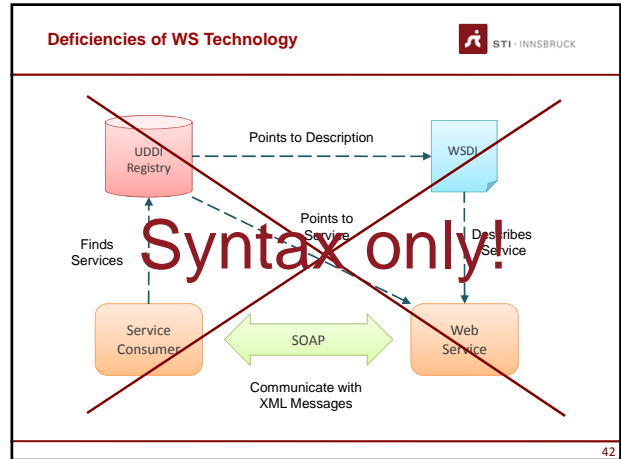 Deficiencies of WS Technology
STI · INNSBRUCK
UDDI
Registry
Points to Description
WSDL
Points to
Service
Describes
Service
Finds
Services
Syntax only!
Service
Consumer
SOAP
Web
Service
Communicate with
XML Messages
42